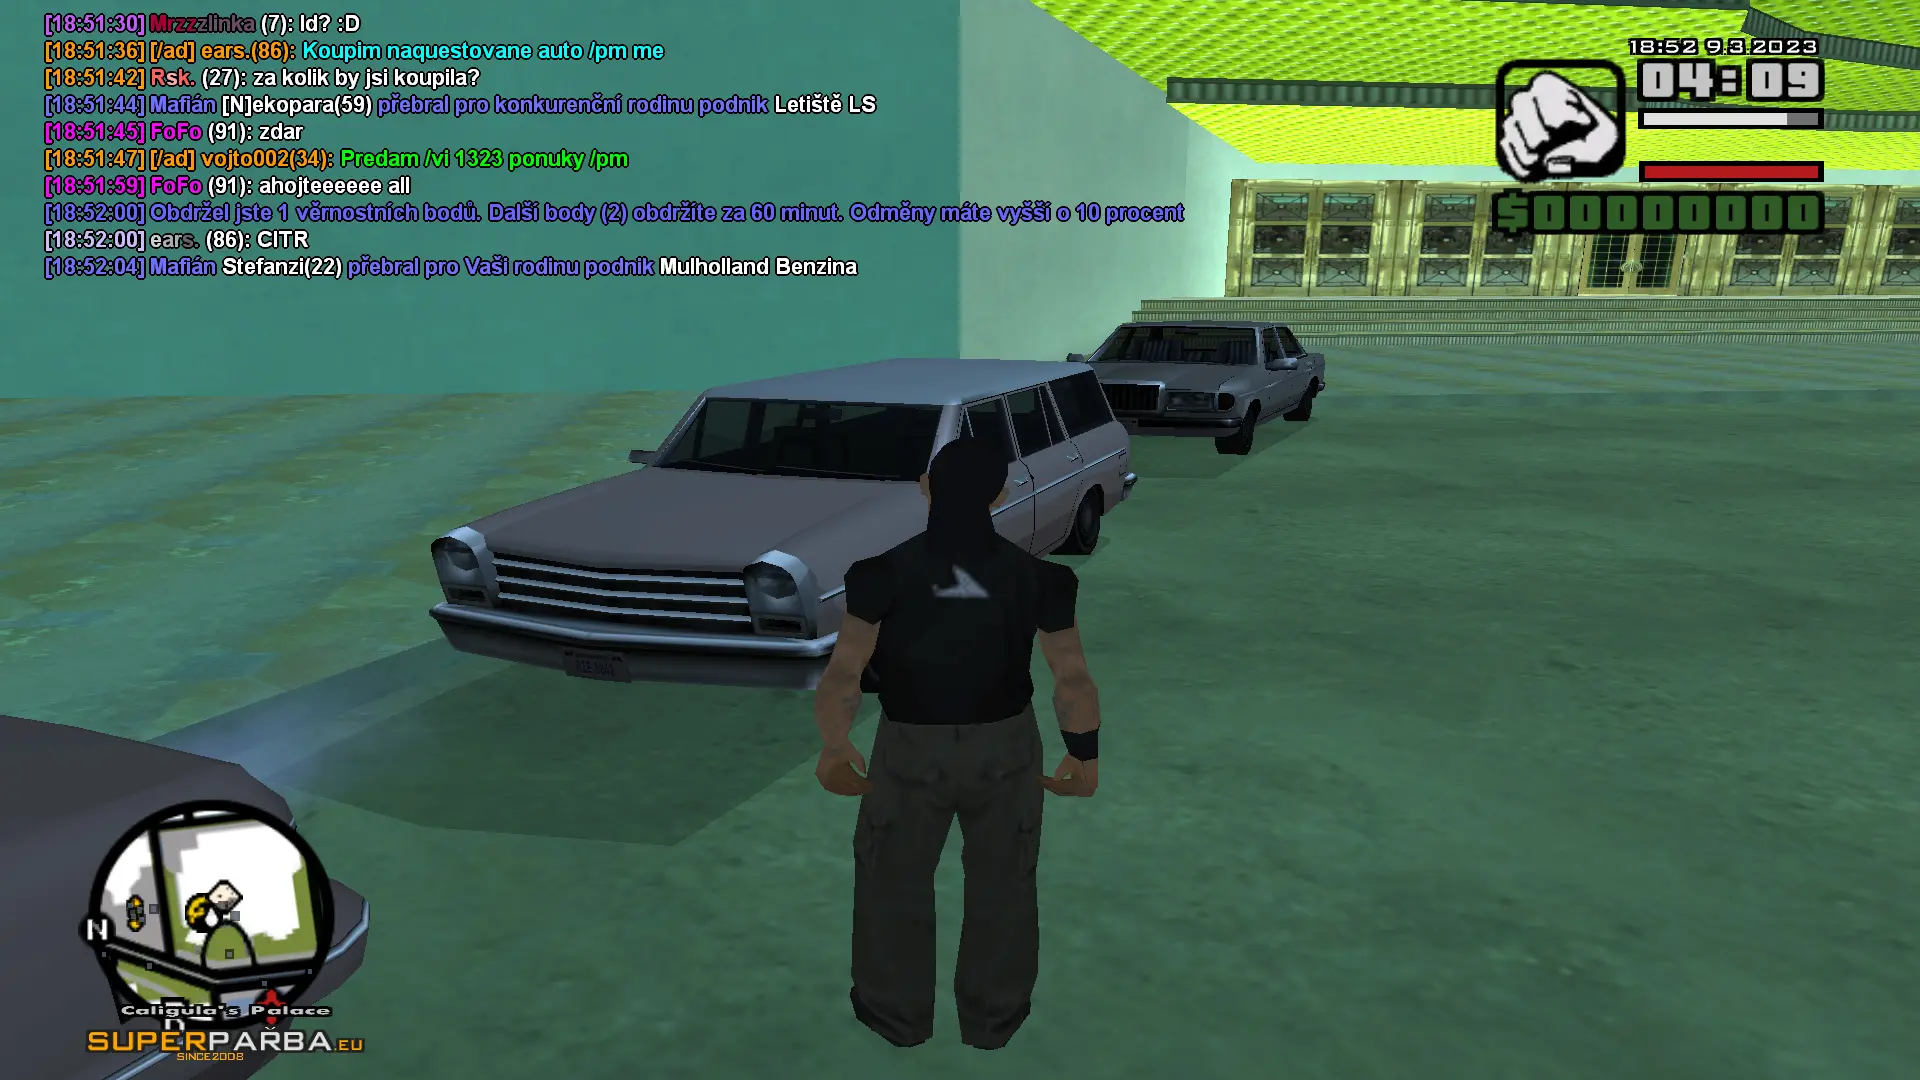 [18:51:30] Mrzzzlinka (7): Id? :D
[18:51:36] [/ad] ears.(86): Koupim naquestovane auto /pm me
[18:51:42] Rsk. (27): za kolik by jsi koupila?
[18:51:44] Mafián [N]ekopara(59) přebral pro konkurenční rodinu podnik Letiště LS
[18:51:45] FoFo (91): zdar
[18:51:47] [/ad] vojto002(34): Predam /vi 1323 ponuky /pm
[18:51:59] FoFo (91): ahojteeeeee all
[18:52:00] Obdržel jste 1 věrnostních bodů. Další body (2) obdržíte za 60 minut. Odměny máte vyšší o 10 procent
[18:52:00] ears. (86): CITR
[18:52:04] Mafián Stefanzi(22) přebral pro Vaši rodinu podnik Mulholland Benzina
18:52 9.3.2023
04:09
$00000000
N
Caligula's Palace
SUPERPAŘBA.EU
SINCE2008